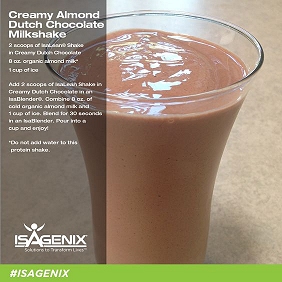 Creamy Almond
Dutch Chocolate
Milkshake
2 scoops of IsaLean® Shake
in Creamy Dutch Chocolate
8 oz. organic almond milk*
1 cup of ice
Add 2 scoops of IsaLean Shake in
Creamy Dutch Chocolate in an
IsaBlender®. Combine 8 oz. of
cold organic almond milk and
1 cup of ice. Blend for 30 seconds
in an IsaBlender. Pour into a
cup and enjoy!
*Do not add water to this
protein shake.
ISAGENIX
Solutions to Transform Lives™
#ISAGENIX